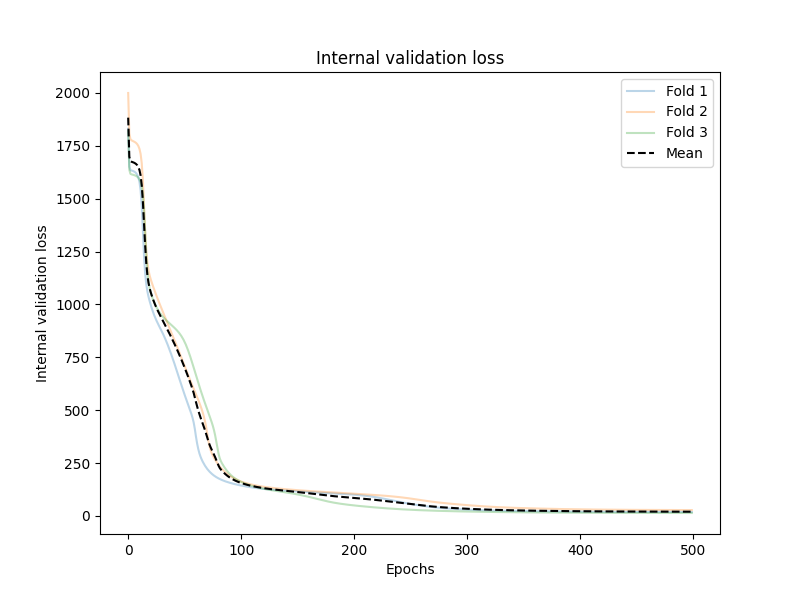 Internal validation loss
Fold 1
Fold 2
Fold 3
Mean
Internal validation loss
2000
1750
1500
1250
1000
750
500
250
0
0 100 200 300 400 500
Epochs